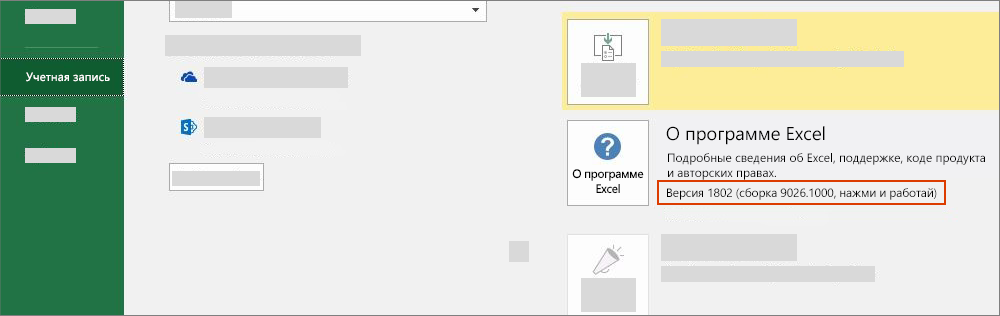 Учетная запись
О программе
Excel
О программе Excel
Подробные сведения об Excel, поддержке, коде продукта
и авторских правах.
Версия 1802 (сборка 9026.1000, нажми и работай)